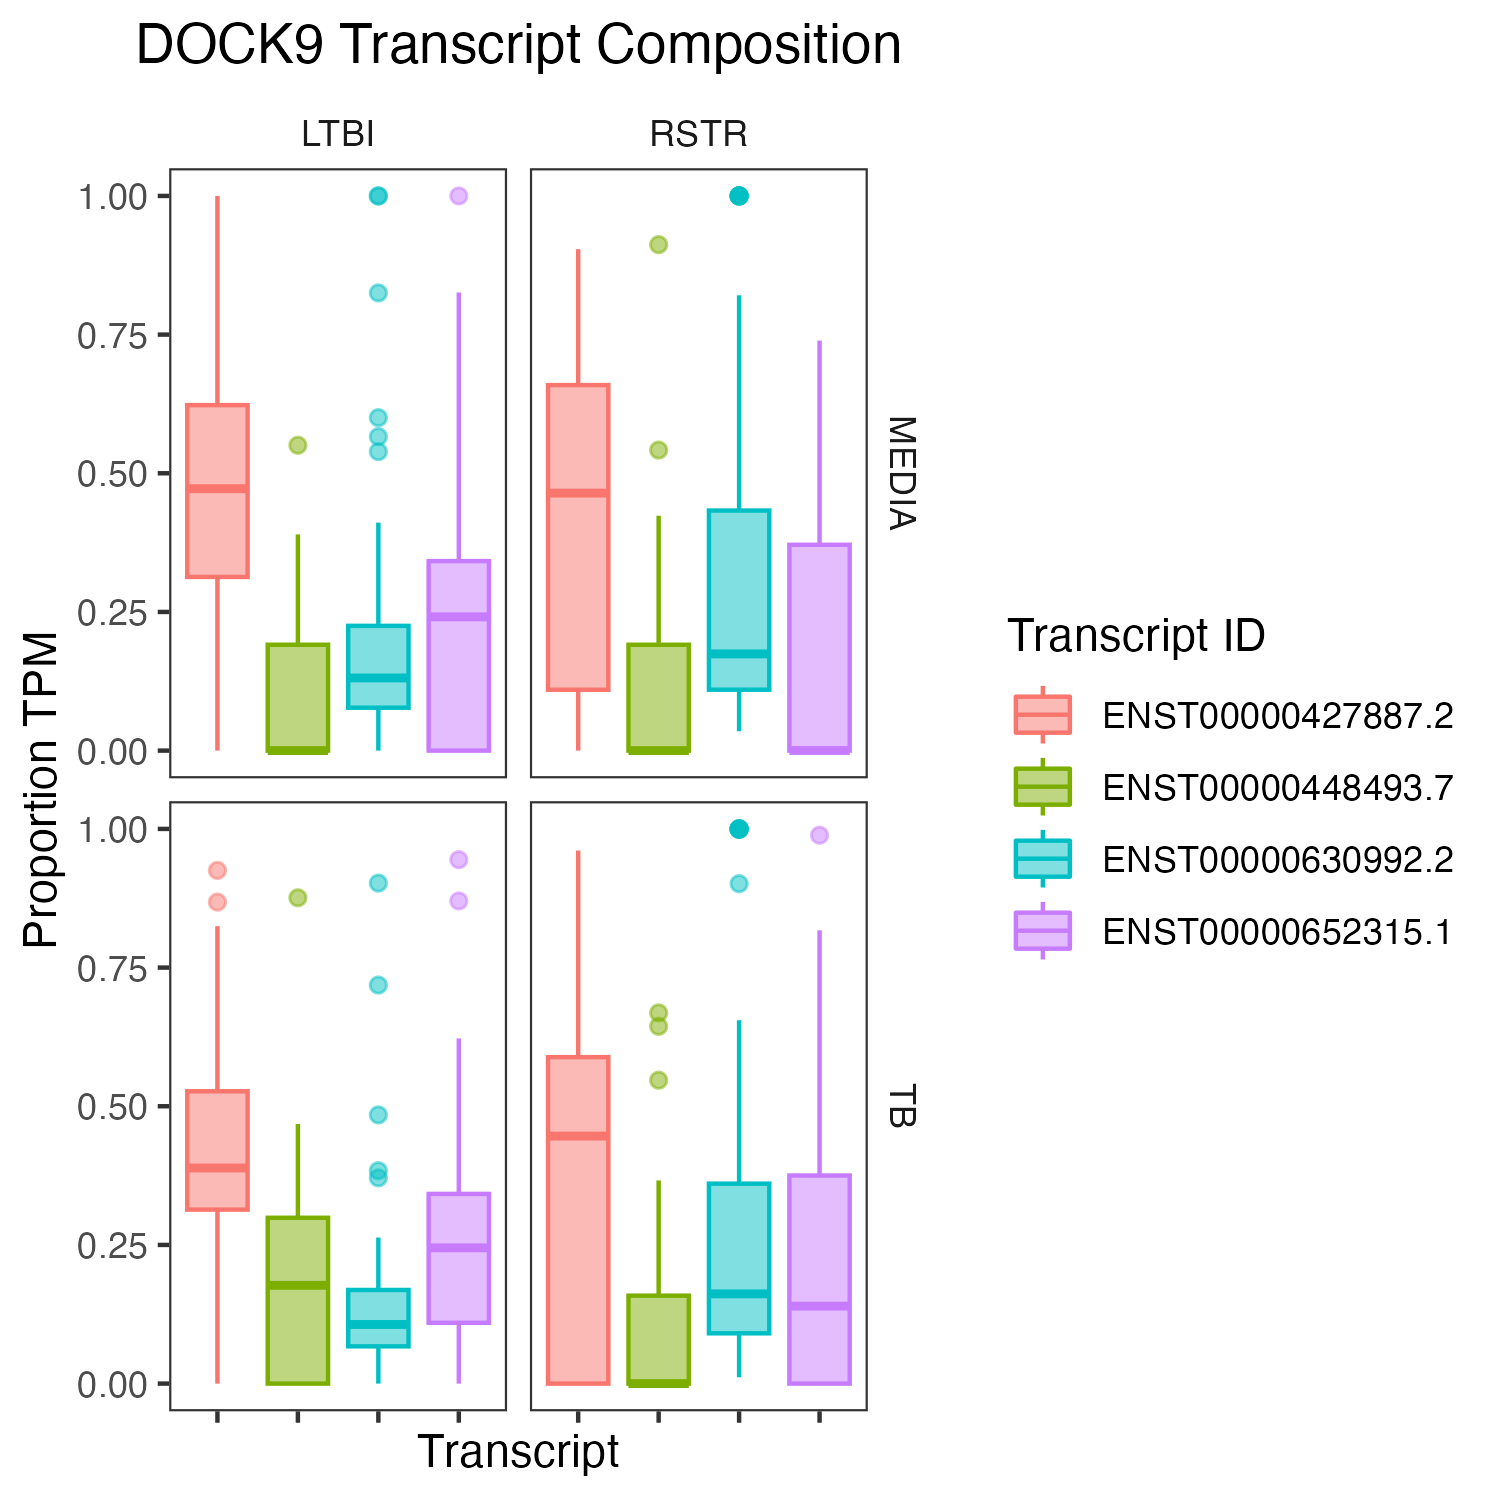 DOCK9 Transcript Composition
LTBI
RSTR
1.00
0.75
0.50
0.25
0.00
MEDIA
1.00
0.75
0.50
0.25
0.00
TB
Proportion TPM
Transcript
Transcript ID
ENST00000427887.2
ENST00000448493.7
ENST00000630992.2
ENST00000652315.1